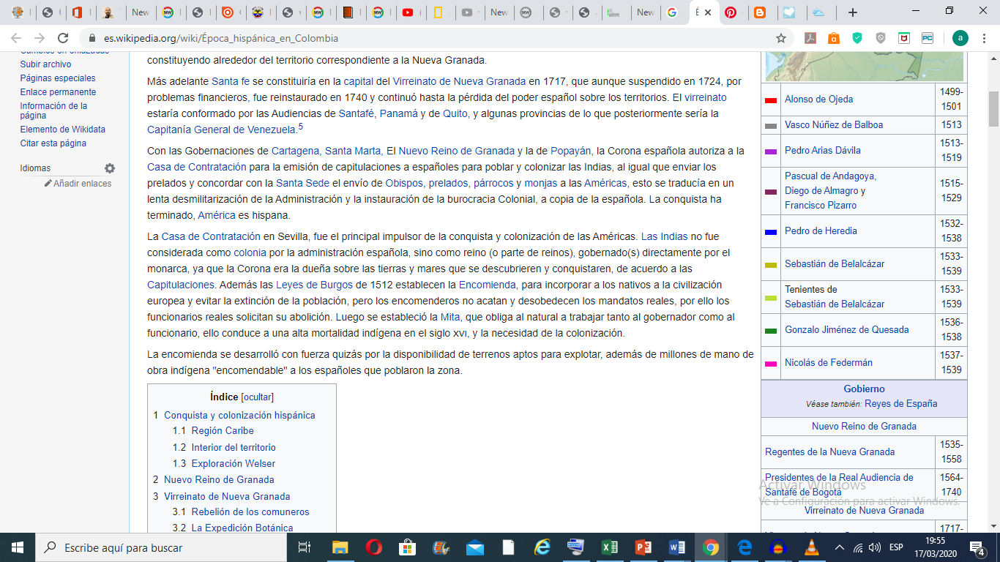 New
New
New
New
É
a
es.wikipedia.org/wiki/Época_hispánica_en_Colombia
Cambios en enlazadas
Subir archivo
Páginas especiales
Enlace permanente
Información de la
página
Elemento de Wikidata
Citar esta página
Idiomas
Añadir enlaces
constituyendo alrededor del territorio correspondiente a la Nueva Granada.
Más adelante Santa fe se constituiría en la capital del Virreinato de Nueva Granada en 1717, que aunque suspendido en 1724, por
problemas financieros, fue reinstaurado en 1740 y continuó hasta la pérdida del poder español sobre los territorios. El virreinato
estaría conformado por las Audiencias de Santafé, Panamá y de Quito, y algunas provincias de lo que posteriormente sería la
Capitanía General de Venezuela.5
Con las Gobernaciones de Cartagena, Santa Marta, El Nuevo Reino de Granada y la de Popayán, la Corona española autoriza a la
Casa de Contratación para la emisión de capitulaciones a españoles para poblar y colonizar las Indias, al igual que enviar los
prelados y concordar con la Santa Sede el envío de Obispos, prelados, párrocos y monjas a las Américas, esto se traducía en un
lenta desmilitarización de la Administración y la instauración de la burocracia Colonial, a copia de la española. La conquista ha
terminado, América es hispana.
La Casa de Contratación en Sevilla, fue el principal impulsor de la conquista y colonización de las Américas. Las Indias no fue
considerada como colonia por la administración española, sino como reino (o parte de reinos), gobernado(s) directamente por el
monarca, ya que la Corona era la dueña sobre las tierras y mares que se descubrieren y conquistaren, de acuerdo a las
Capitulaciones. Además las Leyes de Burgos de 1512 establecen la Encomienda, para incorporar a los nativos a la civilización
europea y evitar la extinción de la población, pero los encomenderos no acatan y desobedecen los mandatos reales, por ello los
funcionarios reales solicitan su abolición. Luego se estableció la Mita, que obliga al natural a trabajar tanto al gobernador como al
funcionario, ello conduce a una alta mortalidad indígena en el siglo XVI, y la necesidad de la colonización.
La encomienda se desarrolló con fuerza quizás por la disponibilidad de terrenos aptos para explotar, además de millones de mano de
obra indígena "encomendable" a los españoles que poblaron la zona.
Índice [ocultar]
1 Conquista y colonización hispánica
1.1 Región Caribe
1.2 Interior del territorio
1.3 Exploración Welser
2 Nuevo Reino de Granada
3 Virreinato de Nueva Granada
3.1 Rebelión de los comuneros
3.2 La Expedición Botánica
Alonso de Ojeda 1499-
1501
Vasco Núñez de Balboa 1513
Pedro Arias Dávila 1513-
1519
Pascual de Andagoya,
Diego de Almagro y
Francisco Pizarro 1515-
1529
Pedro de Heredia 1532-
1538
Sebastián de Belalcázar 1533-
1539
Tenientes de
Sebastián de Belalcázar 1533-
1539
Gonzalo Jiménez de Quesada 1536-
1538
Nicolás de Federmán 1537-
1539
Gobierno
Véase también: Reyes de España
Nuevo Reino de Granada
Regentes de la Nueva Granada 1535-
1558
Presidentes de la Real Audiencia de
Santafé de Bogotá 1564-
1740
Virreinato de Nueva Granada
1717-
Activar Windows
Ve a Configuración para activar Windows.
Escribe aquí para buscar
ESP
19:55
17/03/2020
4